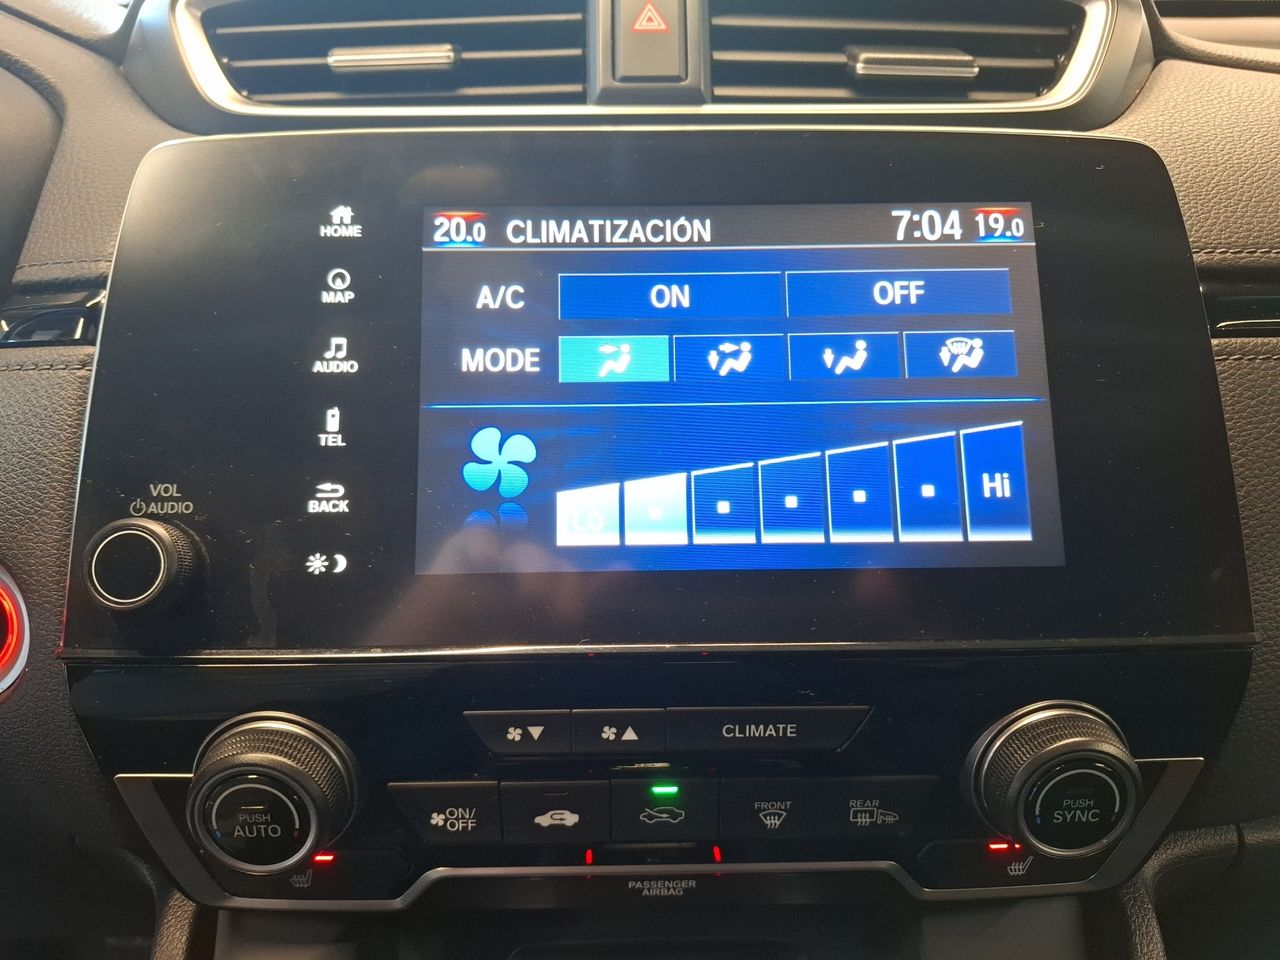 HOME
MAP
AUDIO
TEL
BACK
VOL
AUDIO
20.0 CLIMATIZACIÓN 7:04 19.0
A/C ON OFF
MODE
Lo Hi
CLIMATE
PUSH
AUTO
ON/
OFF
FRONT
REAR
PUSH
SYNC
PASSENGER
AIRBAG